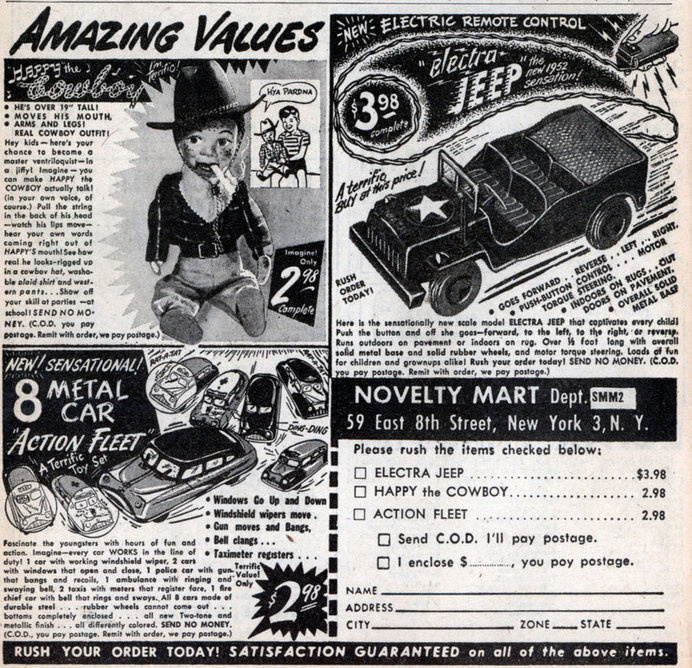 AMAZING VALUES
HAPPY the
Cowboy
I'm
Terrific!
• HE'S OVER 19" TALL!
• MOVES HIS MOUTH,
• ARMS AND LEGS!
REAL COWBOY OUTFIT!
Hey kids — here's your
chance to become a
master ventriloquist—in
a jiffy! Imagine — you
can make HAPPY the
COWBOY actually talk!
(in your own voice, of
course.) Pull the string
in the back of his head
—watch his lips move—
hear your own words
coming right out of
HAPPY'S mouth! See how
real he looks-rigged up
in a cowboy hat, washa-
ble plaid shirt and west-
ern pants...Show off
your skill at parties — at
school! SEND NO MO-
NEY. (C.O.D. you pay
postage. Remit with order, we pay postage.)
HYA PARDNA
Imagine!
Only
2.98
Complete
NEW ELECTRIC REMOTE CONTROL
"electra-
JEEP" the
new 1952
sensation!
$3.98
complete
A terrific
buy at this price!
RUSH
ORDER
TODAY!
• GOES FORWARD . . REVERSE . . LEFT . . RIGHT.
• PUSH-BUTTON CONTROL . . . MOTOR
TORQUE STEERING.
• INDOORS ON RUGS . . OUT
DOORS ON PAVEMENT.
• OVERALL SOLID
METAL BASE
Here is the sensationally new scale model ELECTRA JEEP that captivates every child!
Push the button and off she goes—forward, to the left, to the right, or reverse.
Runs outdoors on pavement or indoors on rug. Over ½ foot long with overall
solid metal base and solid rubber wheels, and motor torque steering. Loads of fun
for children and grownups alike! Rush your order today! SEND NO MONEY. (C.O.D.
you pay postage. Remit with order, we pay postage.)
NEW! SENSATIONAL!
8 METAL
CAR
"ACTION FLEET"
A Terrific
Toy Set
RAT-A-TAT
DING-DING
• Windows Go Up and Down
• Windshield wipers move .
• Gun moves and Bangs,
• Bell clangs . . .
• Taximeter registers . . .
Fascinate the youngsters with hours of fun and
action. Imagine—every car WORKS in the line of
duty! 1 car with working windshield wiper, 2 cars
with windows that open and close, 1 police car with gun
that bangs and recoils, 1 ambulance with ringing and
swaying bell, 2 taxis with meters that register fare, 1 fire
chief car with bell that rings and sways. All 8 cars made of
durable steel . . . rubber wheels cannot come out . . .
bottoms completely enclosed . . . all new Two-tone and
metallic finish . . . all differently colored. SEND NO MONEY.
(C.O.D., you pay postage. Remit with order, we pay postage.)
Terrific
Value!
Only
$2.98
NOVELTY MART Dept. SMM2
59 East 8th Street, New York 3, N. Y.
Please rush the items checked below:
ELECTRA JEEP ........................ $3.98
HAPPY the COWBOY ........................ 2.98
ACTION FLEET ........................ 2.98
Send C.O.D. I'll pay postage.
I enclose $............, you pay postage.
NAME
ADDRESS
CITY ZONE STATE
RUSH YOUR ORDER TODAY! SATISFACTION GUARANTEED on all of the above items.